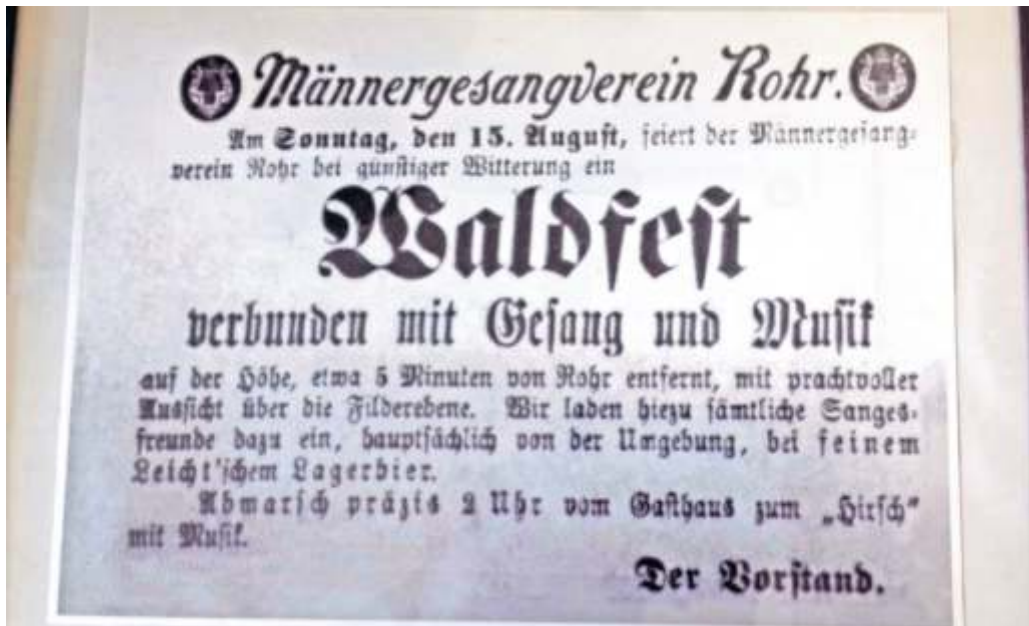 Männergesangverein Rohr.
Am Sonntag, den 15. August, feiert der Männergesang-
verein Rohr bei günstiger Witterung ein
Waldfest
verbunden mit Gesang und Musik
auf der Höhe, etwa 5 Minuten von Rohr entfernt, mit prachtvoller
Aussicht über die Filderebene. Wir laden hiezu sämtliche Sanges-
freunde dazu ein, hauptsächlich von der Umgebung, bei feinem
Leicht'schem Lagerbier.
Abmarsch präzis 2 Uhr vom Gasthaus zum „Hirsch"
mit Musik.
Der Vorstand.